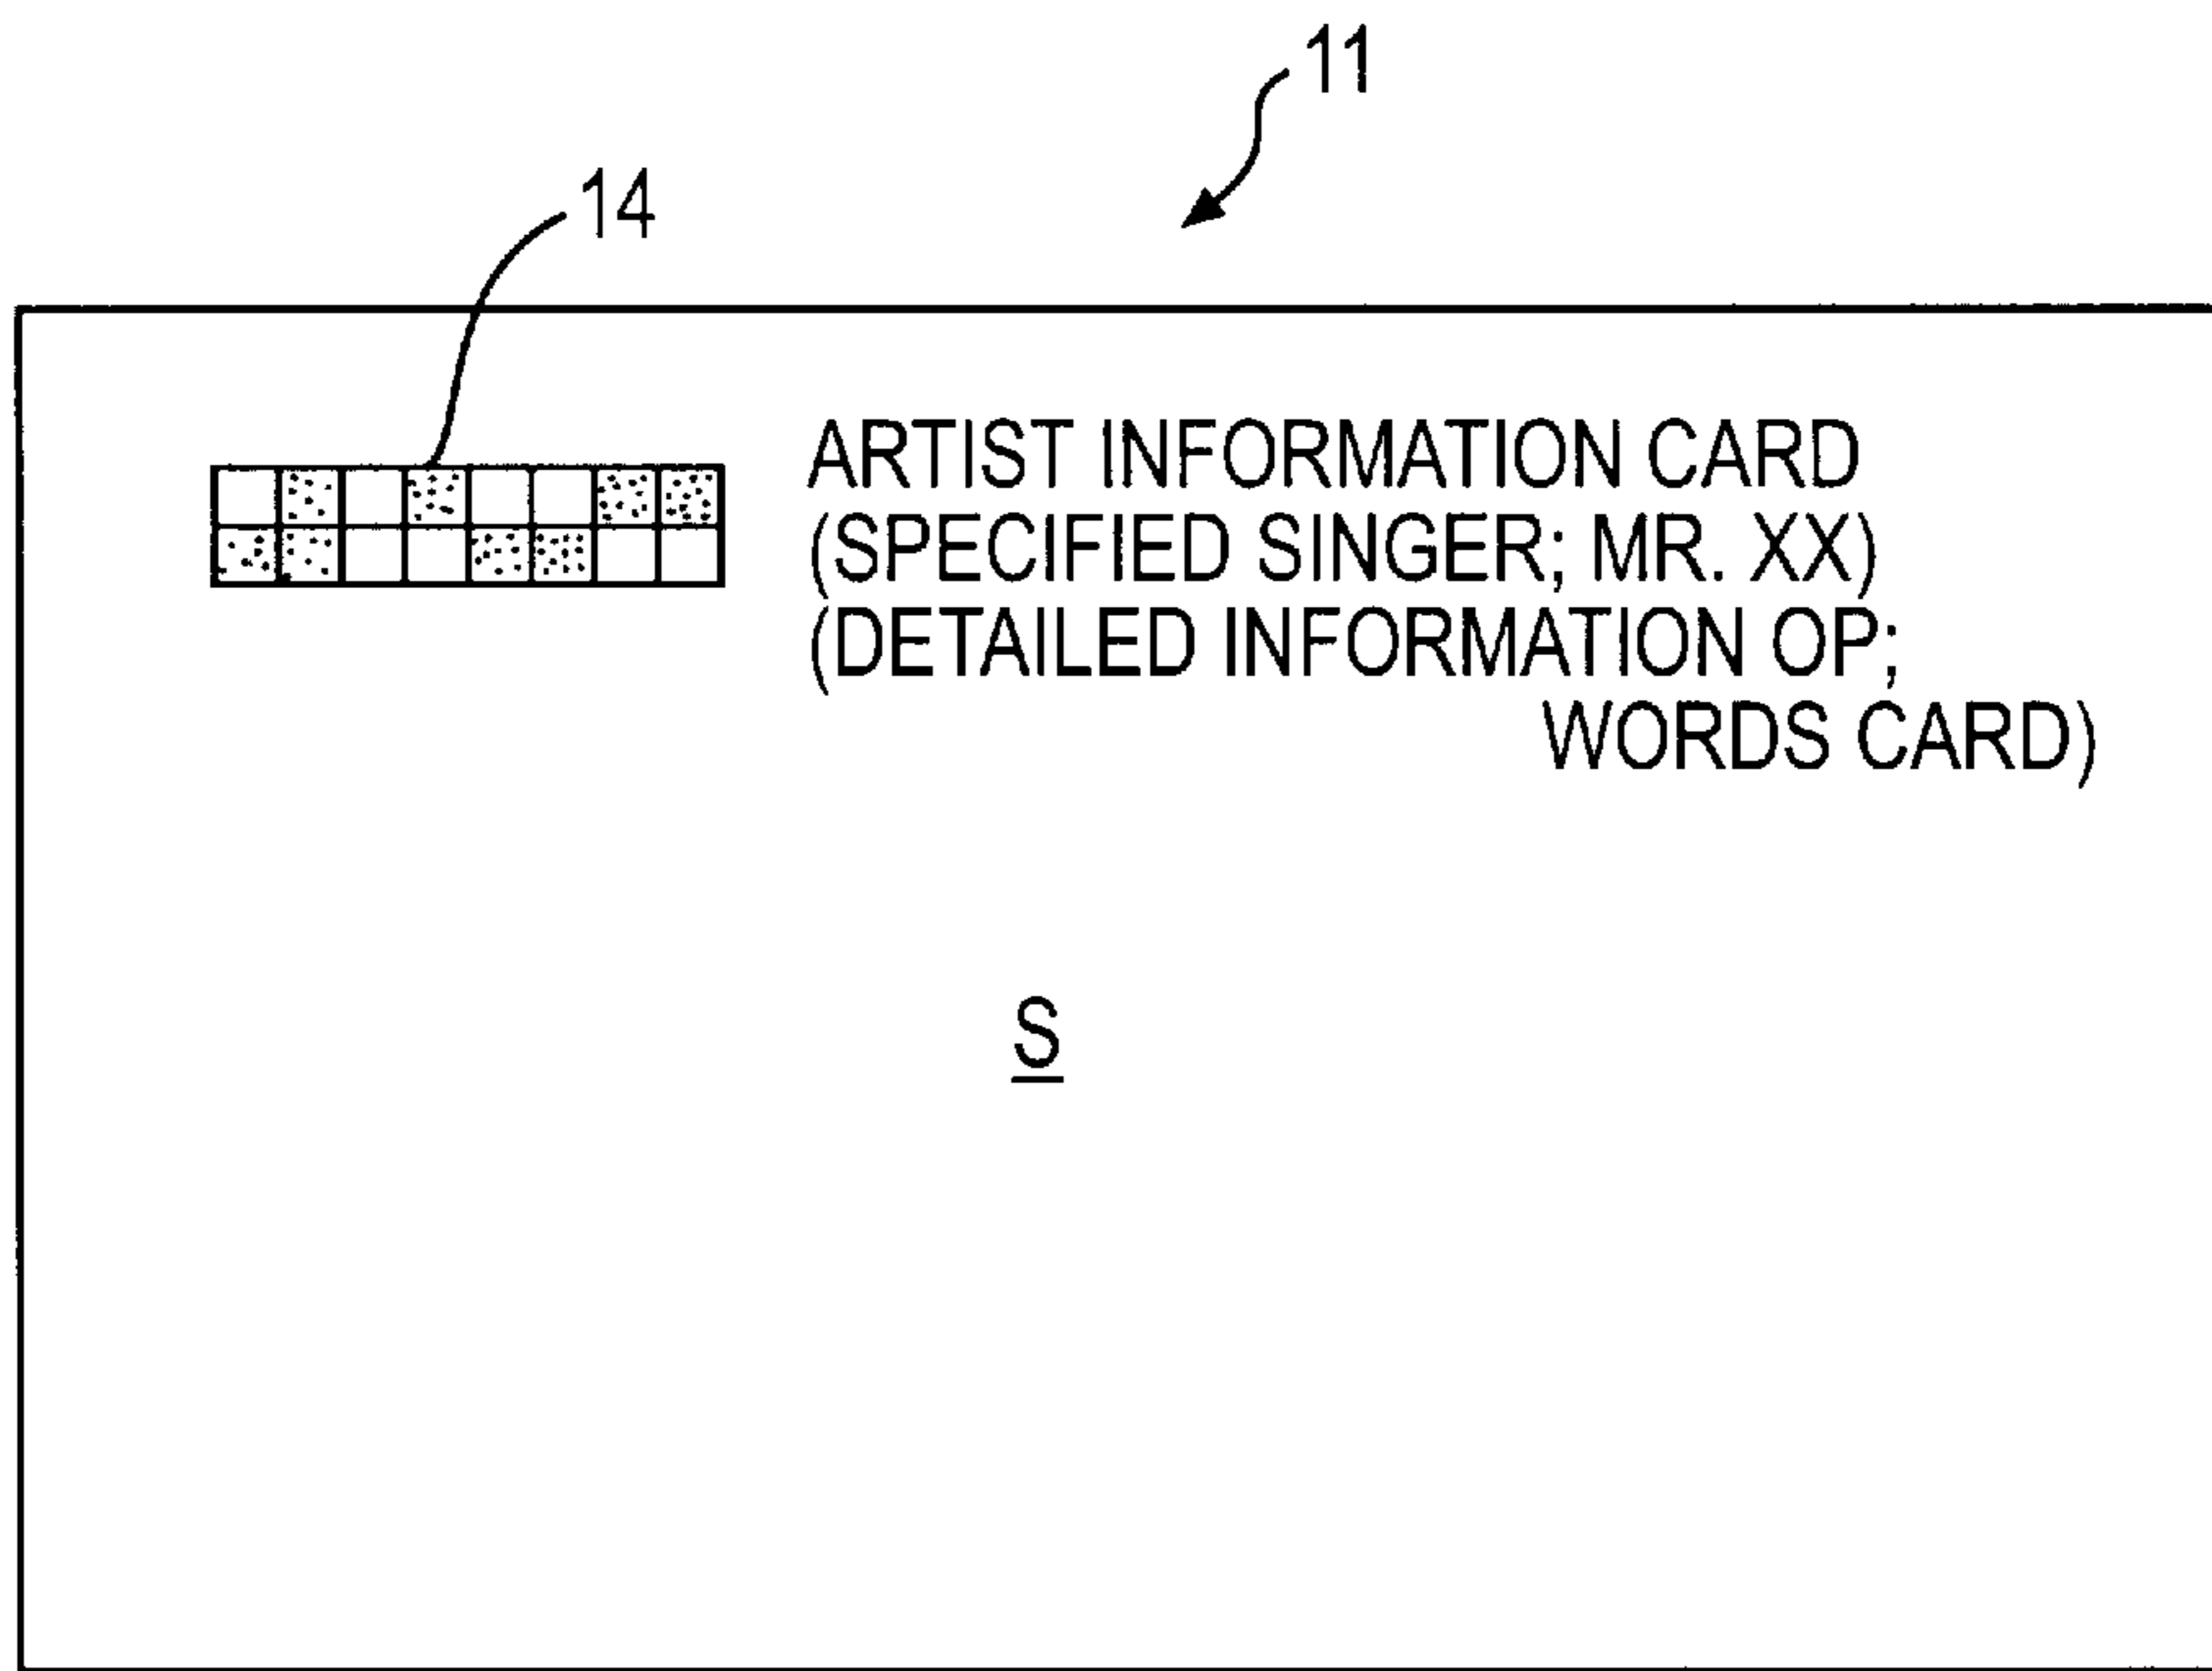 11
14
ARTIST INFORMATION CARD
(SPECIFIED SINGER; MR. XX)
(DETAILED INFORMATION OP;
WORDS CARD)
S